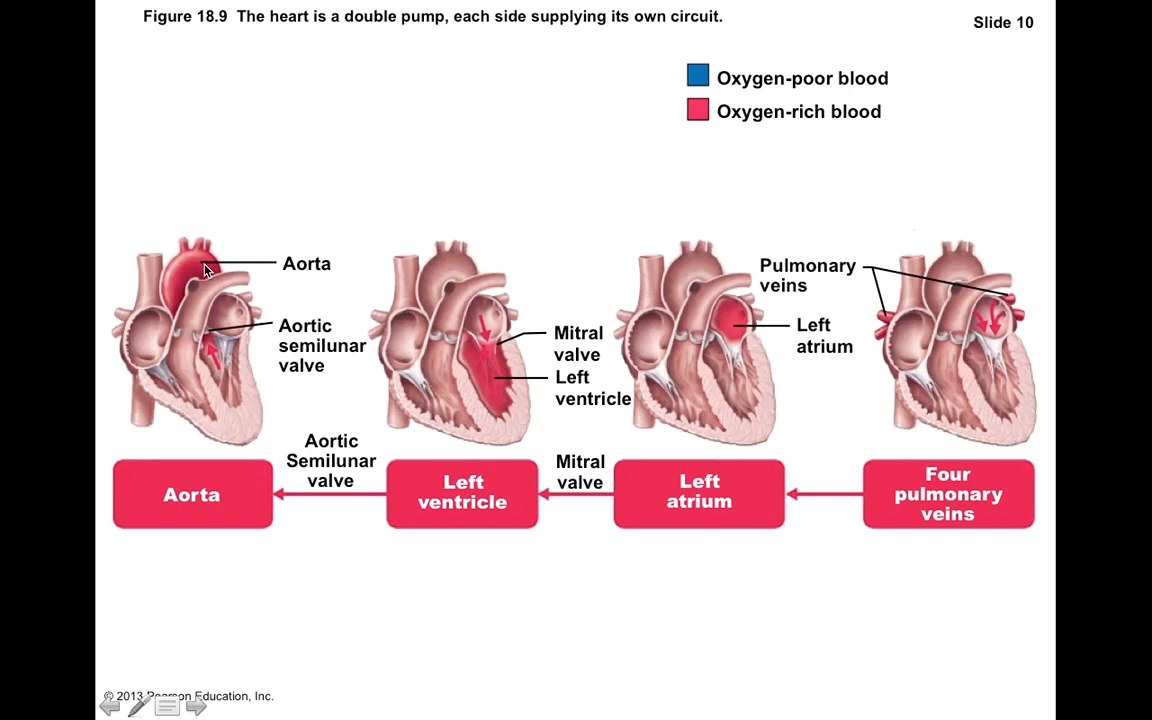 Figure 18.9  The heart is a double pump, each side supplying its own circuit.
Slide 10
Oxygen-poor blood
Oxygen-rich blood
Aorta
Aortic
semilunar
valve
Mitral
valve
Left
ventricle
Pulmonary
veins
Left
atrium
Aorta
Aortic
Semilunar
valve
Left
ventricle
Mitral
valve
Left
atrium
Four
pulmonary
veins
© 2013 Pearson Education, Inc.